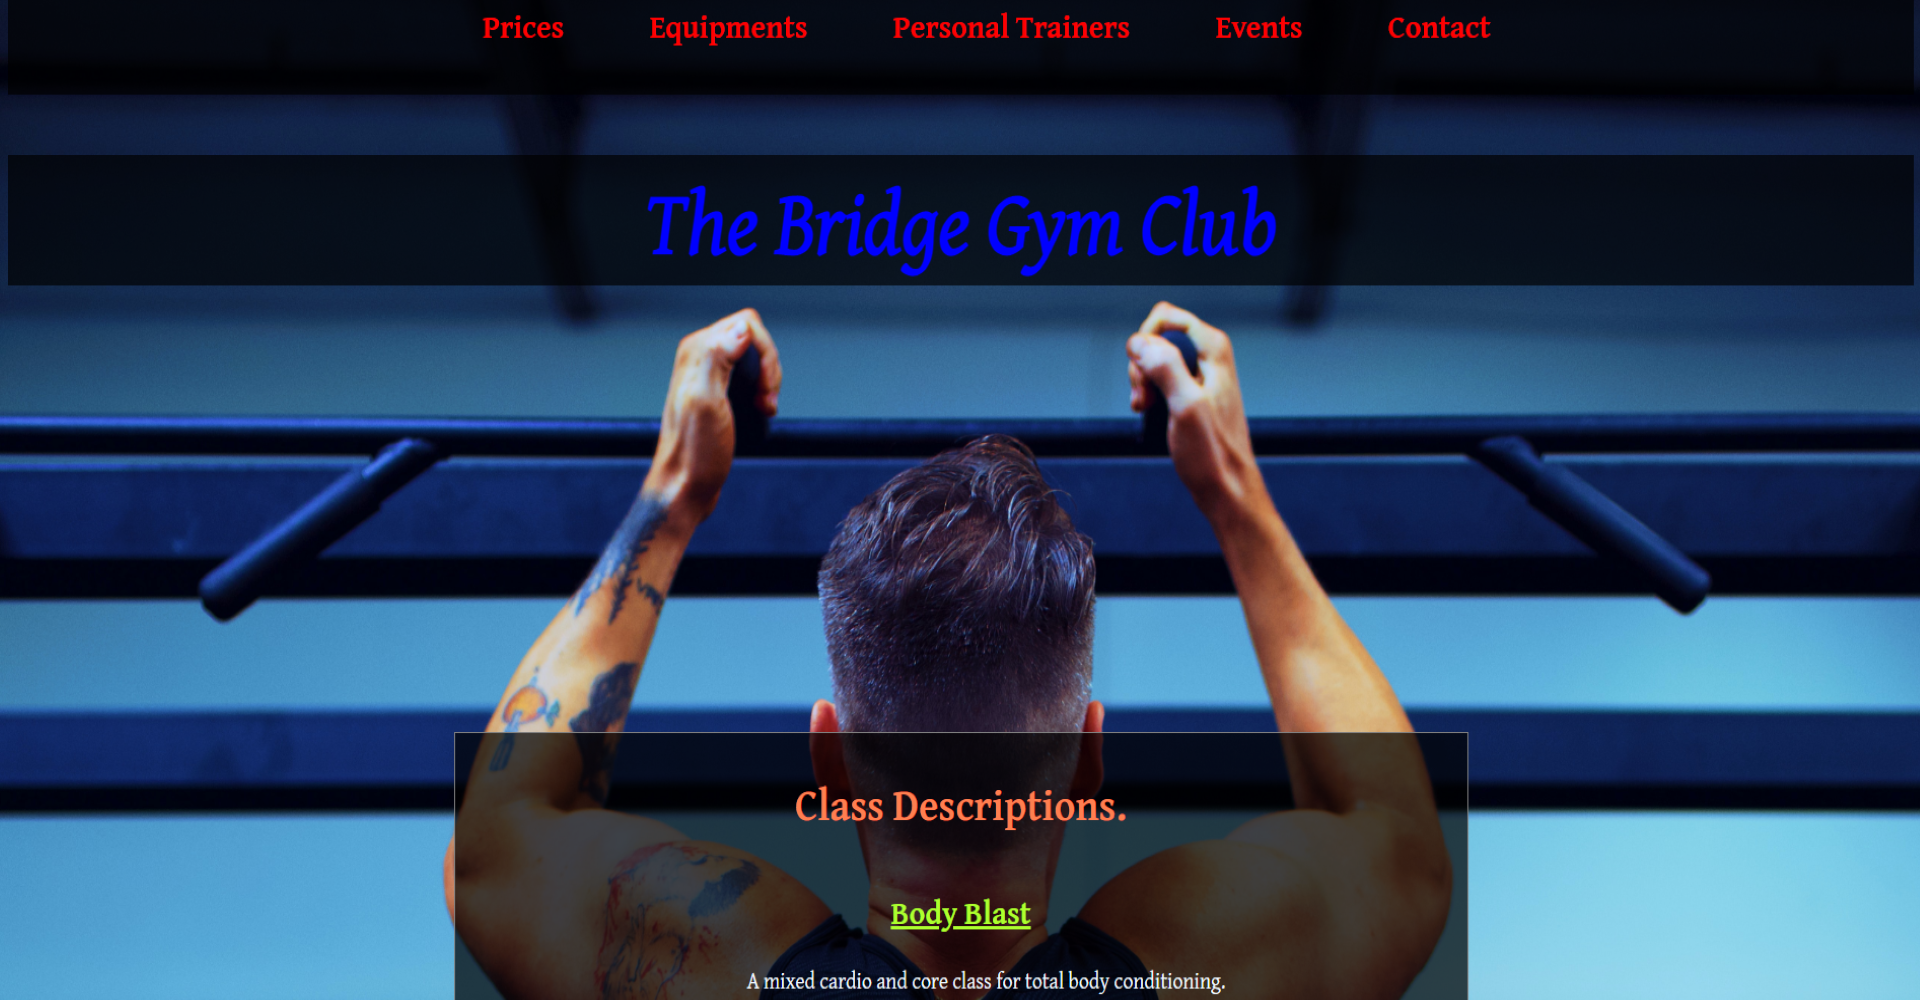 Prices Equipments Personal Trainers Events Contact
The Bridge Gym Club
Class Descriptions.
Body Blast
A mixed cardio and core class for total body conditioning.